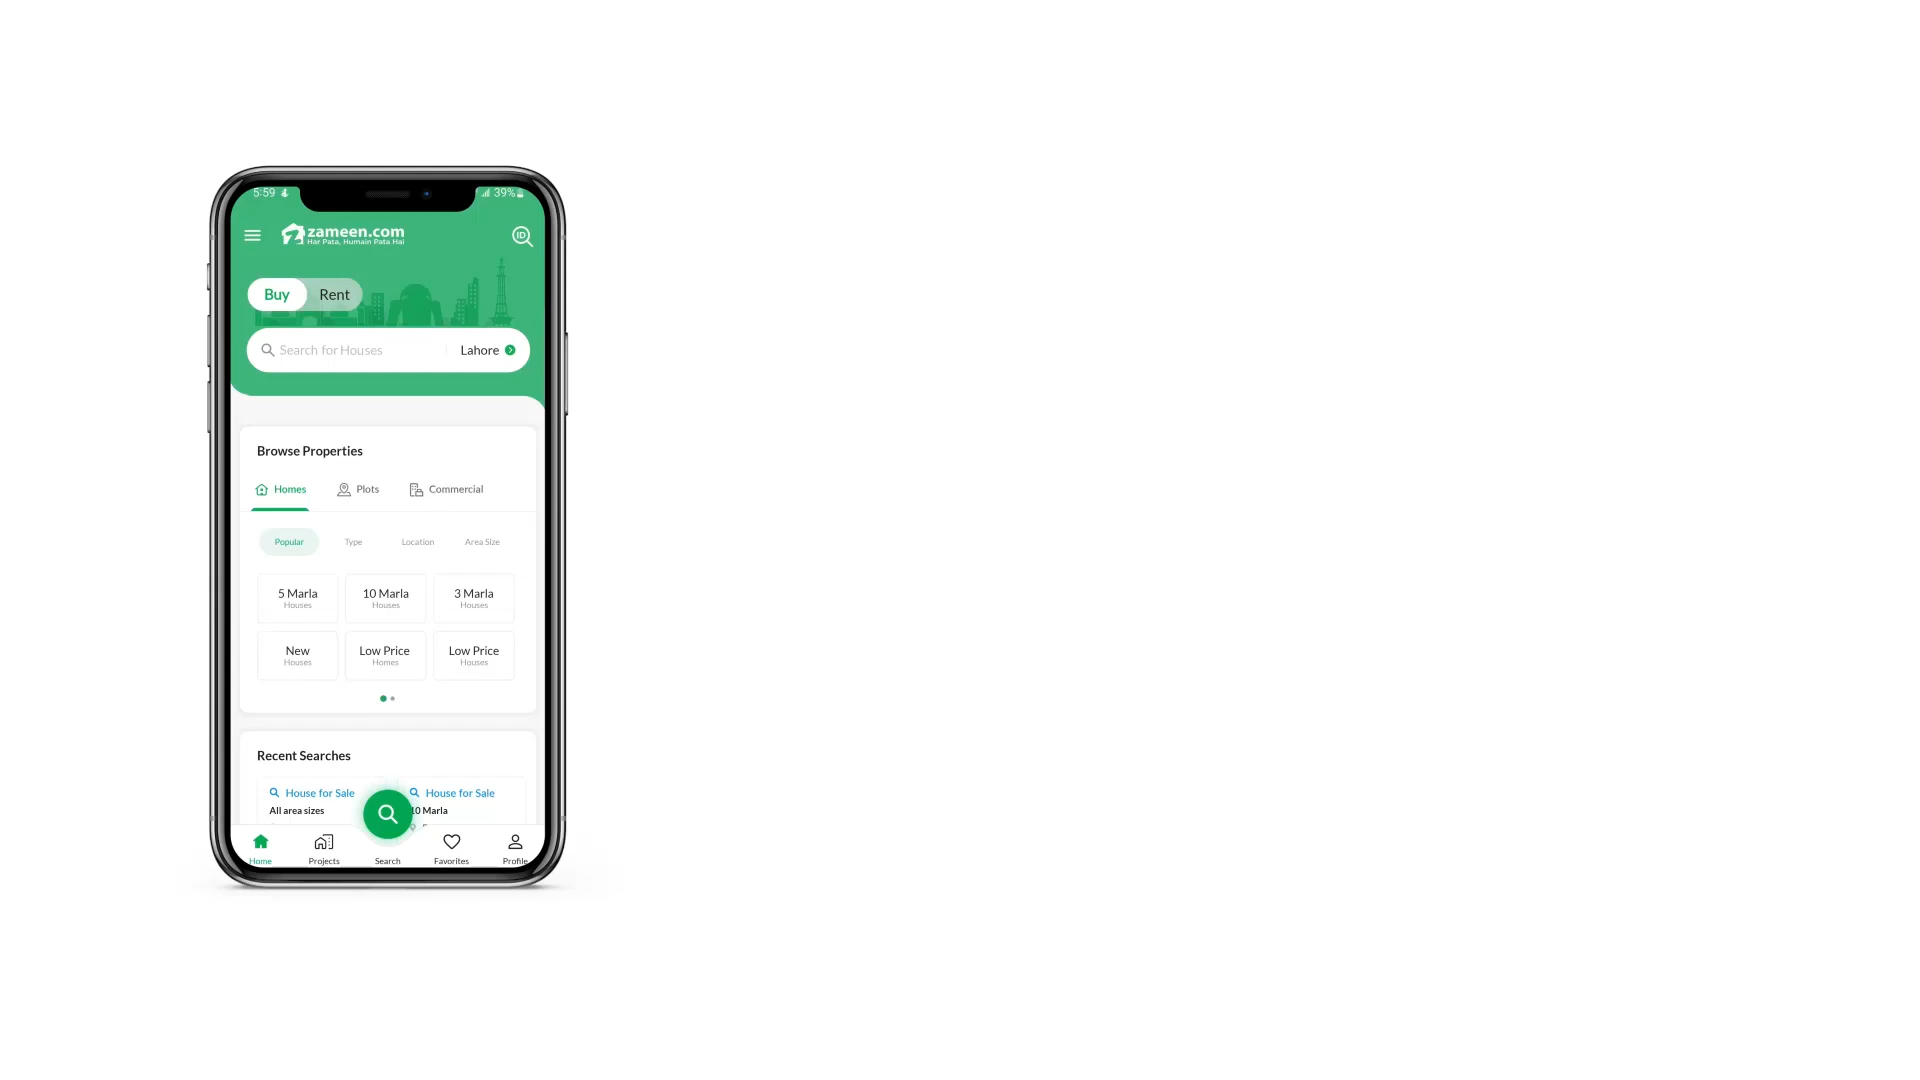 5:59 39%
zameen.com
Har Pata, Humain Pata Hai
ID
Buy Rent
Search for Houses Lahore
Browse Properties
Homes Plots Commercial
Popular Type Location Area Size
5 Marla 10 Marla 3 Marla
Houses Houses Houses
New Low Price Low Price
Houses Homes Houses
Recent Searches
House for Sale House for Sale
All area sizes 10 Marla
Home Projects Search Favorites Profile